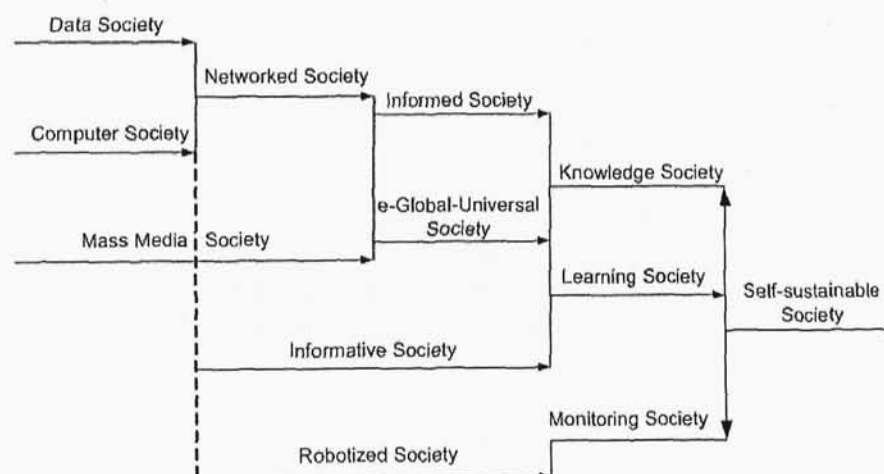 Data Society
Networked Society
Informed Society
Computer Society
Knowledge Society
e-Global-Universal
Society
Mass Media Society
Learning Society
Self-sustainable
Society
Informative Society
Monitoring Society
Robotized Society